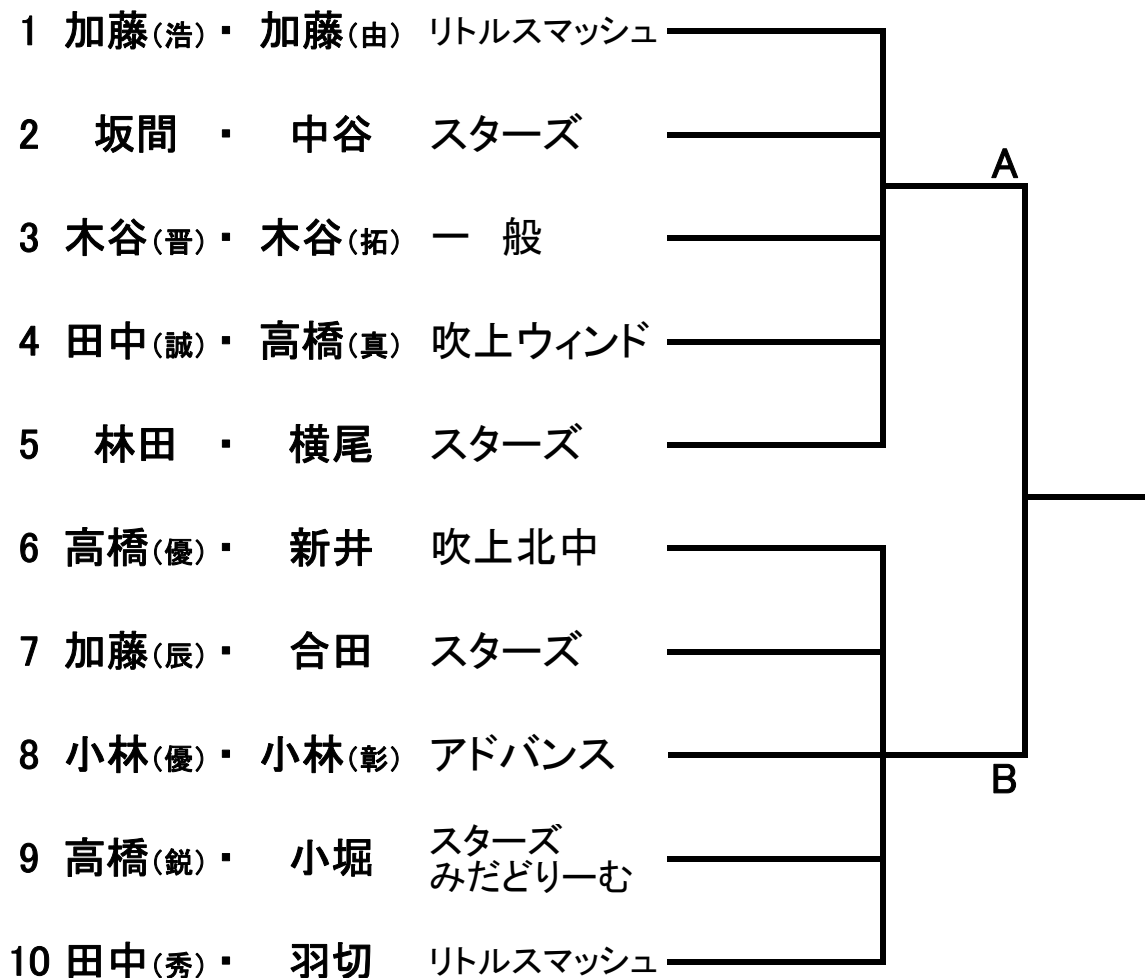 1 加藤(浩)・ 加藤(由) リトルスマッシュ
A
2 坂間 ・ 中谷 スターズ
3 木谷(晋)・ 木谷(拓) 一 般
4 田中(誠)・ 高橋(真) 吹上ウィンド
5 林田 ・ 横尾 スターズ
6 高橋(優)・ 新井 吹上北中
7 加藤(辰)・ 合田 スターズ
8 小林(優)・ 小林(彰) アドバンス
B
9 高橋(鋭)・ 小堀 スターズ
みだどりーむ
10 田中(秀)・ 羽切 リトルスマッシュ